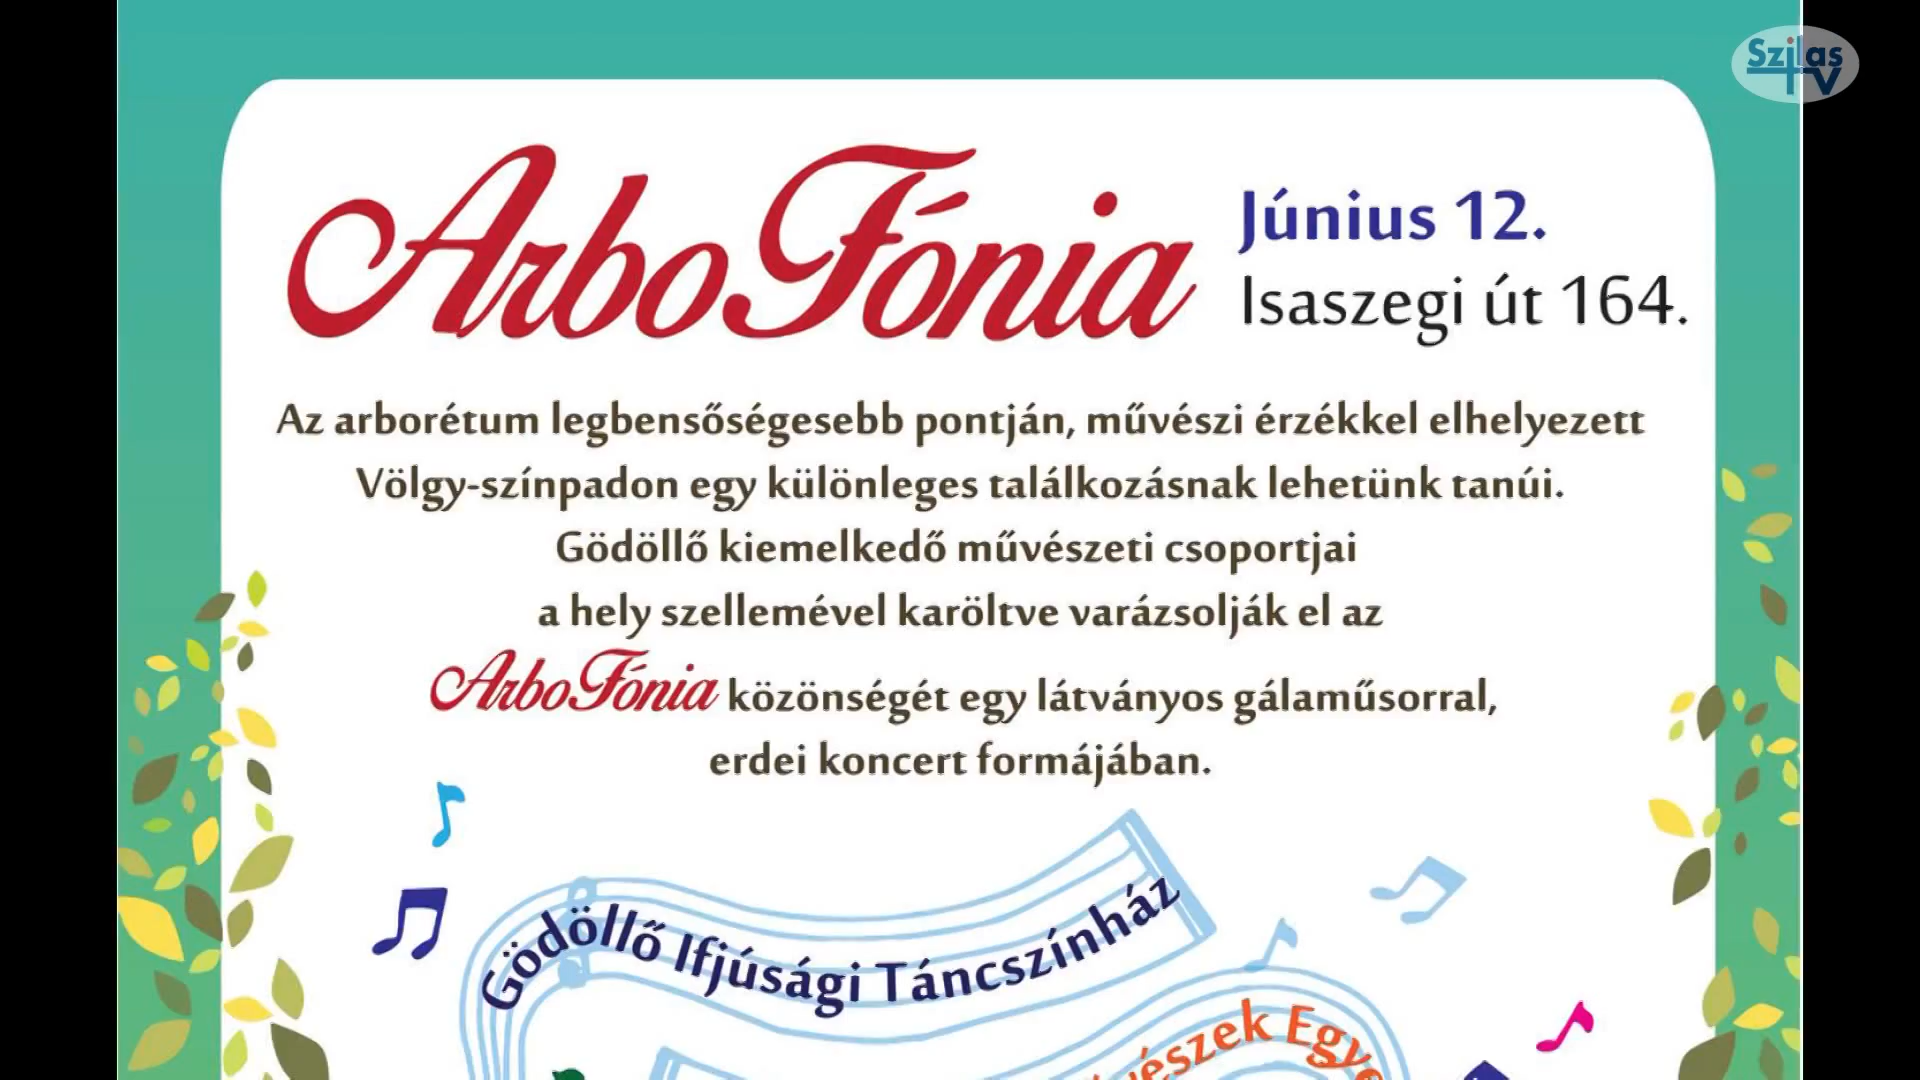 Szilas TV
ArboFónia
Június 12.
Isaszegi út 164.
Az arborétum legbensőségesebb pontján, művészi érzékkel elhelyezett
Völgy-színpadon egy különleges találkozásnak lehetünk tanúi.
Gödöllő kiemelkedő művészeti csoportjai
a hely szellemével karöltve varázsolják el az
ArboFónia közönségét egy látványos gálaműsorral,
erdei koncert formájában.
Gödöllő Ifjúsági Táncszínház